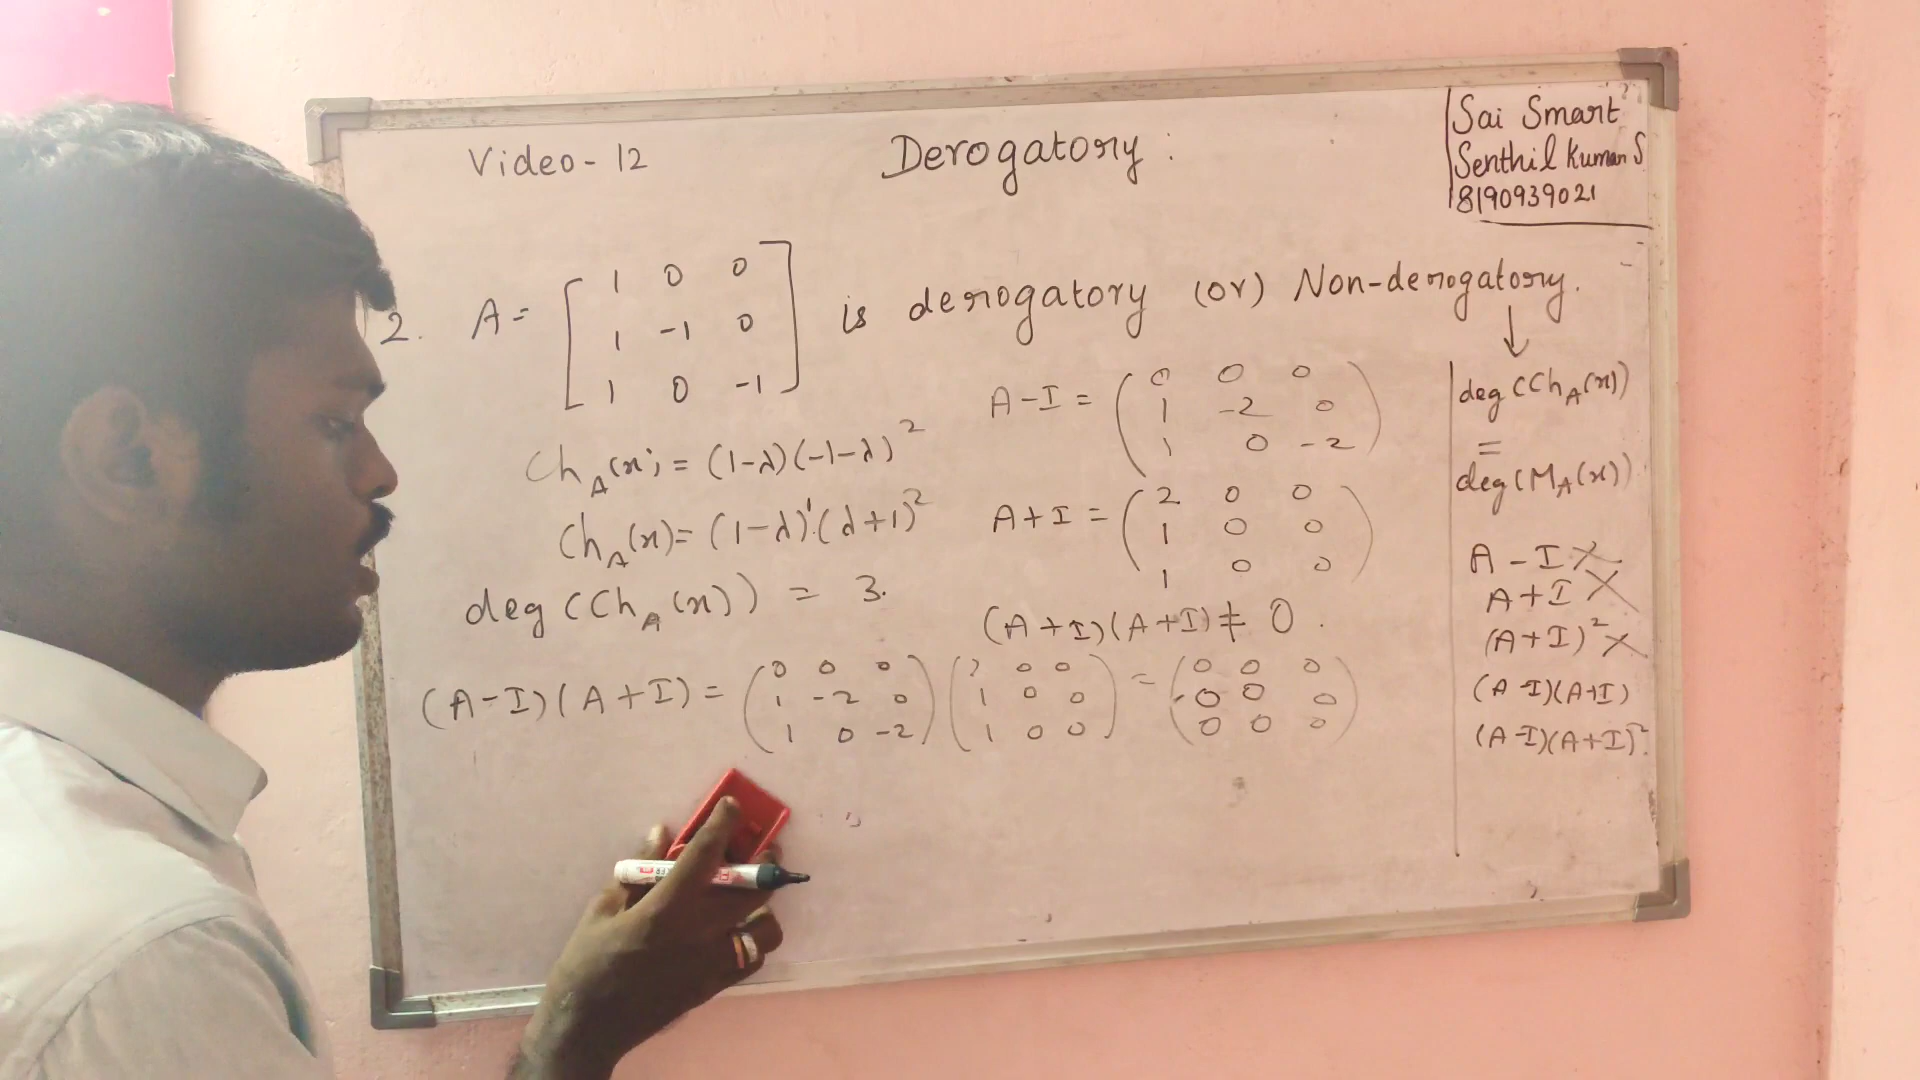 Video - 12
Derogatory :
Sai Smart
Senthil Kumar S
8190939021
2. A = [ 1 0 0
1 -1 0
1 0 -1 ] is derogatory (or) Non-derogatory.
↓
Ch_A(x) = (1-λ)(-1-λ)²
Ch_A(x) = (1-λ)¹.(λ+1)²
deg (Ch_A(x)) = 3.
A - I = ( 0 0 0
1 -2 0
1 0 -2 )
A + I = ( 2 0 0
1 0 0
1 0 0 )
(A+I)(A+I) ≠ 0.
(A-I)(A+I) = ( 0 0 0
1 -2 0
1 0 -2 ) ( 2 0 0
1 0 0
1 0 0 ) = ( 0 0 0
0 0 0
0 0 0 )
deg (Ch_A(x))
=
deg (M_A(x))
A - I ×
A + I ×
(A+I)² ×
(A-I)(A+I)
(A-I)(A+I)².